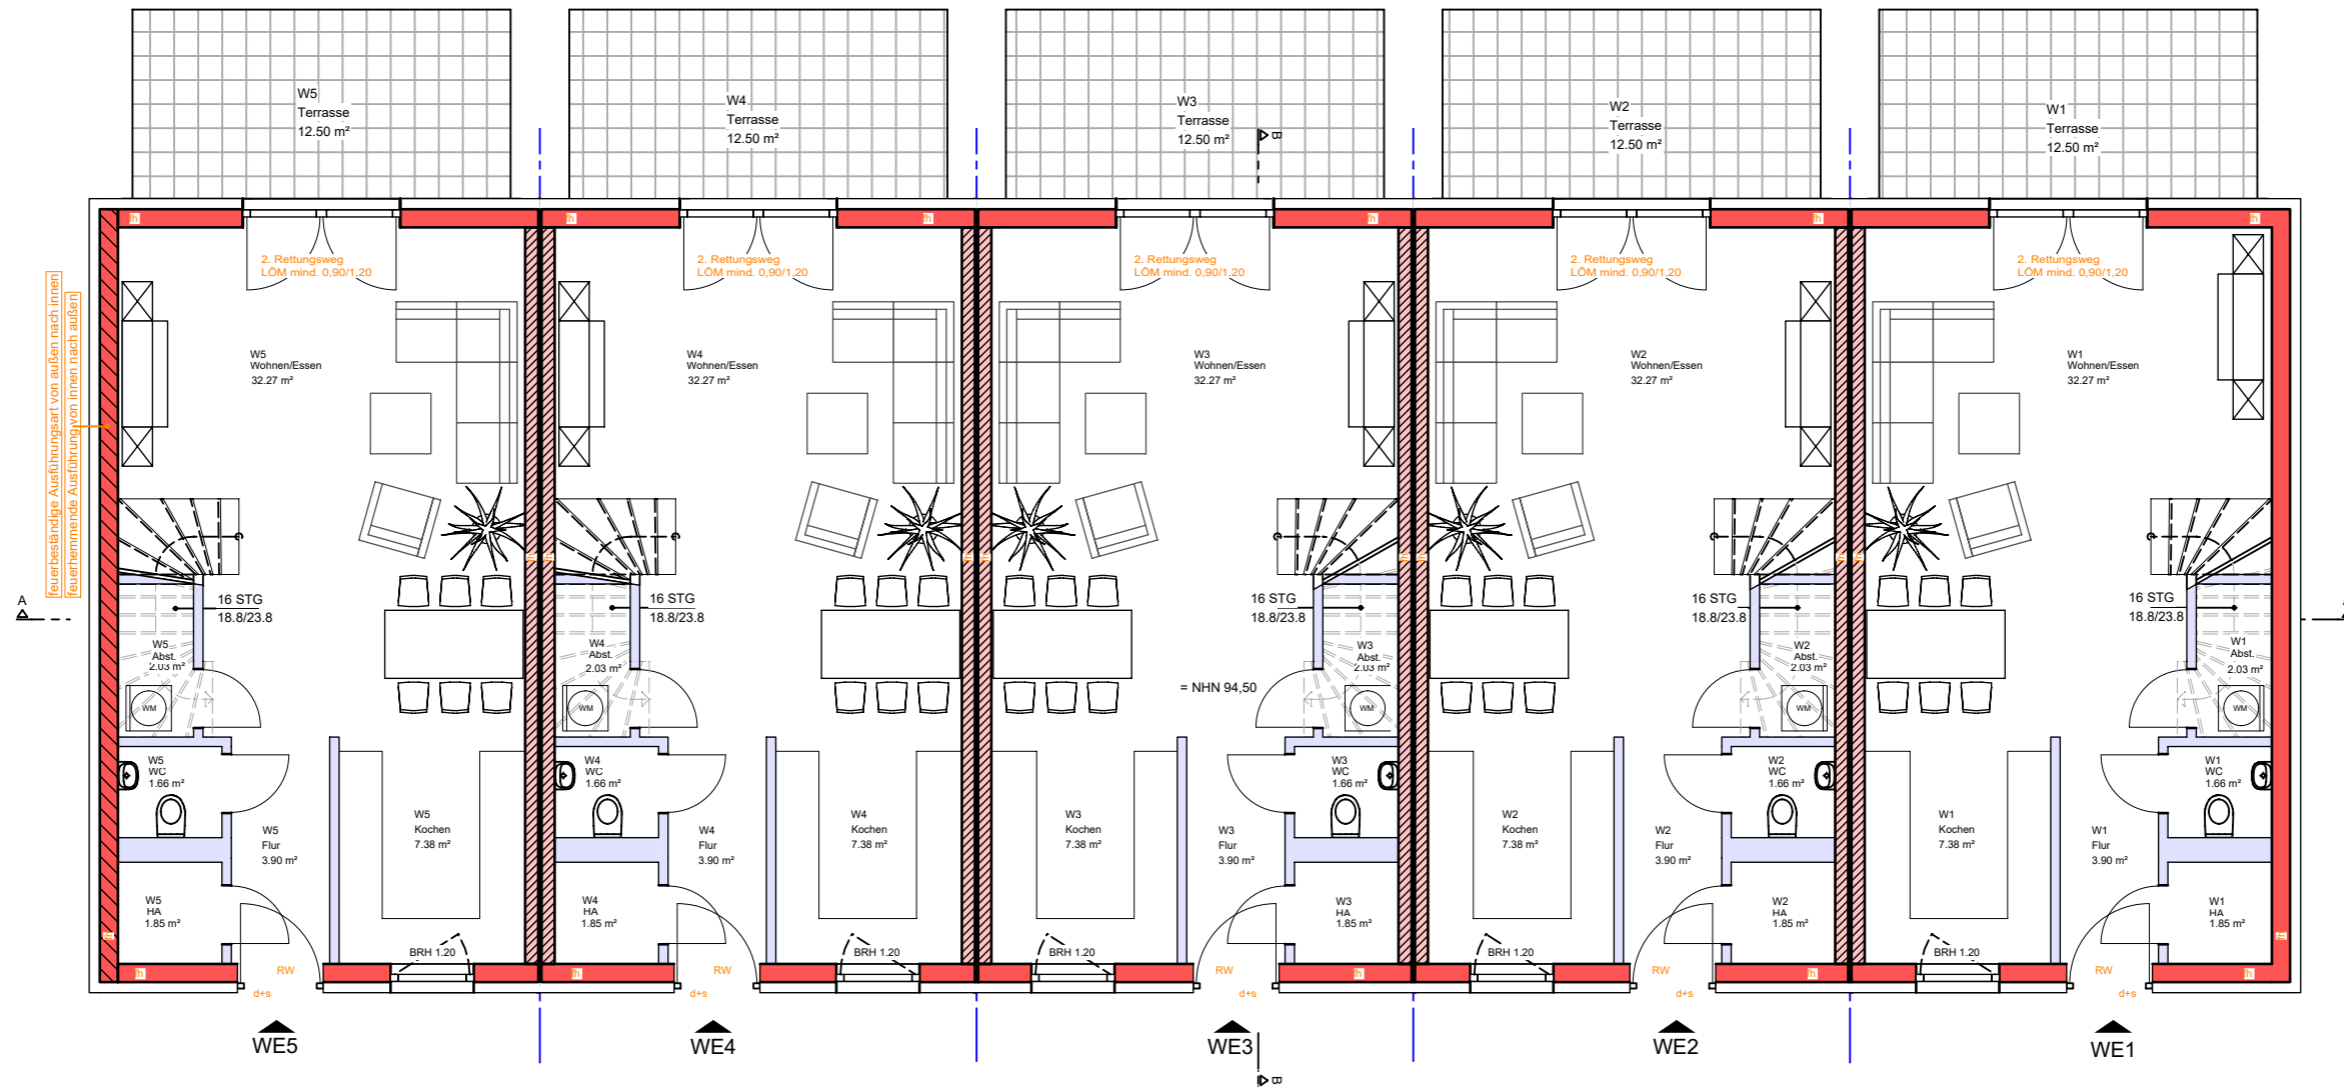 W5
Terrasse
12.50 m²
W4
Terrasse
12.50 m²
W3
Terrasse
12.50 m²
B
W2
Terrasse
12.50 m²
W1
Terrasse
12.50 m²
fh
fh
fh
fh
fh
fh
2. Rettungsweg
LÖM mind. 0,90/1,20
2. Rettungsweg
LÖM mind. 0,90/1,20
2. Rettungsweg
LÖM mind. 0,90/1,20
2. Rettungsweg
LÖM mind. 0,90/1,20
2. Rettungsweg
LÖM mind. 0,90/1,20
feuerbeständige Ausführungsart von außen nach innen
feuerhemmende Ausführung von innen nach außen
W5
Wohnen/Essen
32.27 m²
W4
Wohnen/Essen
32.27 m²
W3
Wohnen/Essen
32.27 m²
W2
Wohnen/Essen
32.27 m²
W1
Wohnen/Essen
32.27 m²
A
16 STG
18.8/23.8
16 STG
18.8/23.8
16 STG
18.8/23.8
16 STG
18.8/23.8
16 STG
18.8/23.8
W5
Abst.
2.03 m²
W4
Abst.
2.03 m²
W3
Abst.
2.03 m²
W2
Abst.
2.03 m²
W1
Abst.
2.03 m²
= NHN 94,50
WM
WM
WM
WM
WM
W5
WC
1.66 m²
W4
WC
1.66 m²
W3
WC
1.66 m²
W2
WC
1.66 m²
W1
WC
1.66 m²
W5
Flur
3.90 m²
W5
Kochen
7.38 m²
W4
Flur
3.90 m²
W4
Kochen
7.38 m²
W3
Kochen
7.38 m²
W3
Flur
3.90 m²
W2
Kochen
7.38 m²
W2
Flur
3.90 m²
W1
Kochen
7.38 m²
W1
Flur
3.90 m²
W5
HA
1.85 m²
W4
HA
1.85 m²
W3
HA
1.85 m²
W2
HA
1.85 m²
W1
HA
1.85 m²
BRH 1.20
BRH 1.20
BRH 1.20
BRH 1.20
BRH 1.20
fh
RW
fh
RW
RW
fh
RW
fh
RW
fh
d+s
d+s
d+s
d+s
d+s
WE5
WE4
WE3
WE2
WE1
B